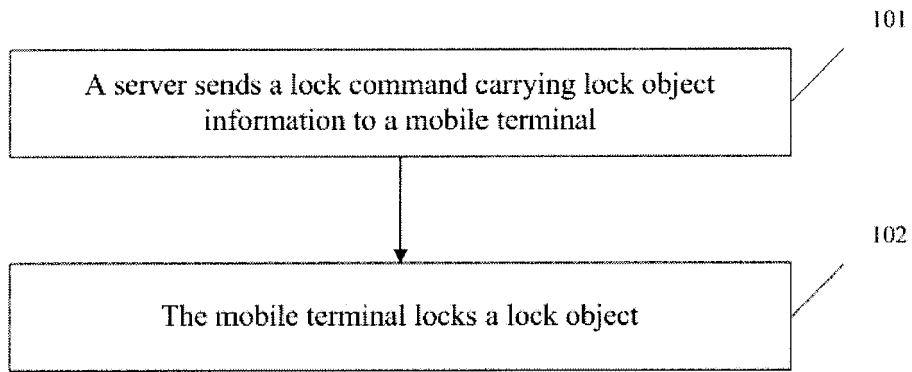 101
A server sends a lock command carrying lock object
information to a mobile terminal
102
The mobile terminal locks a lock object